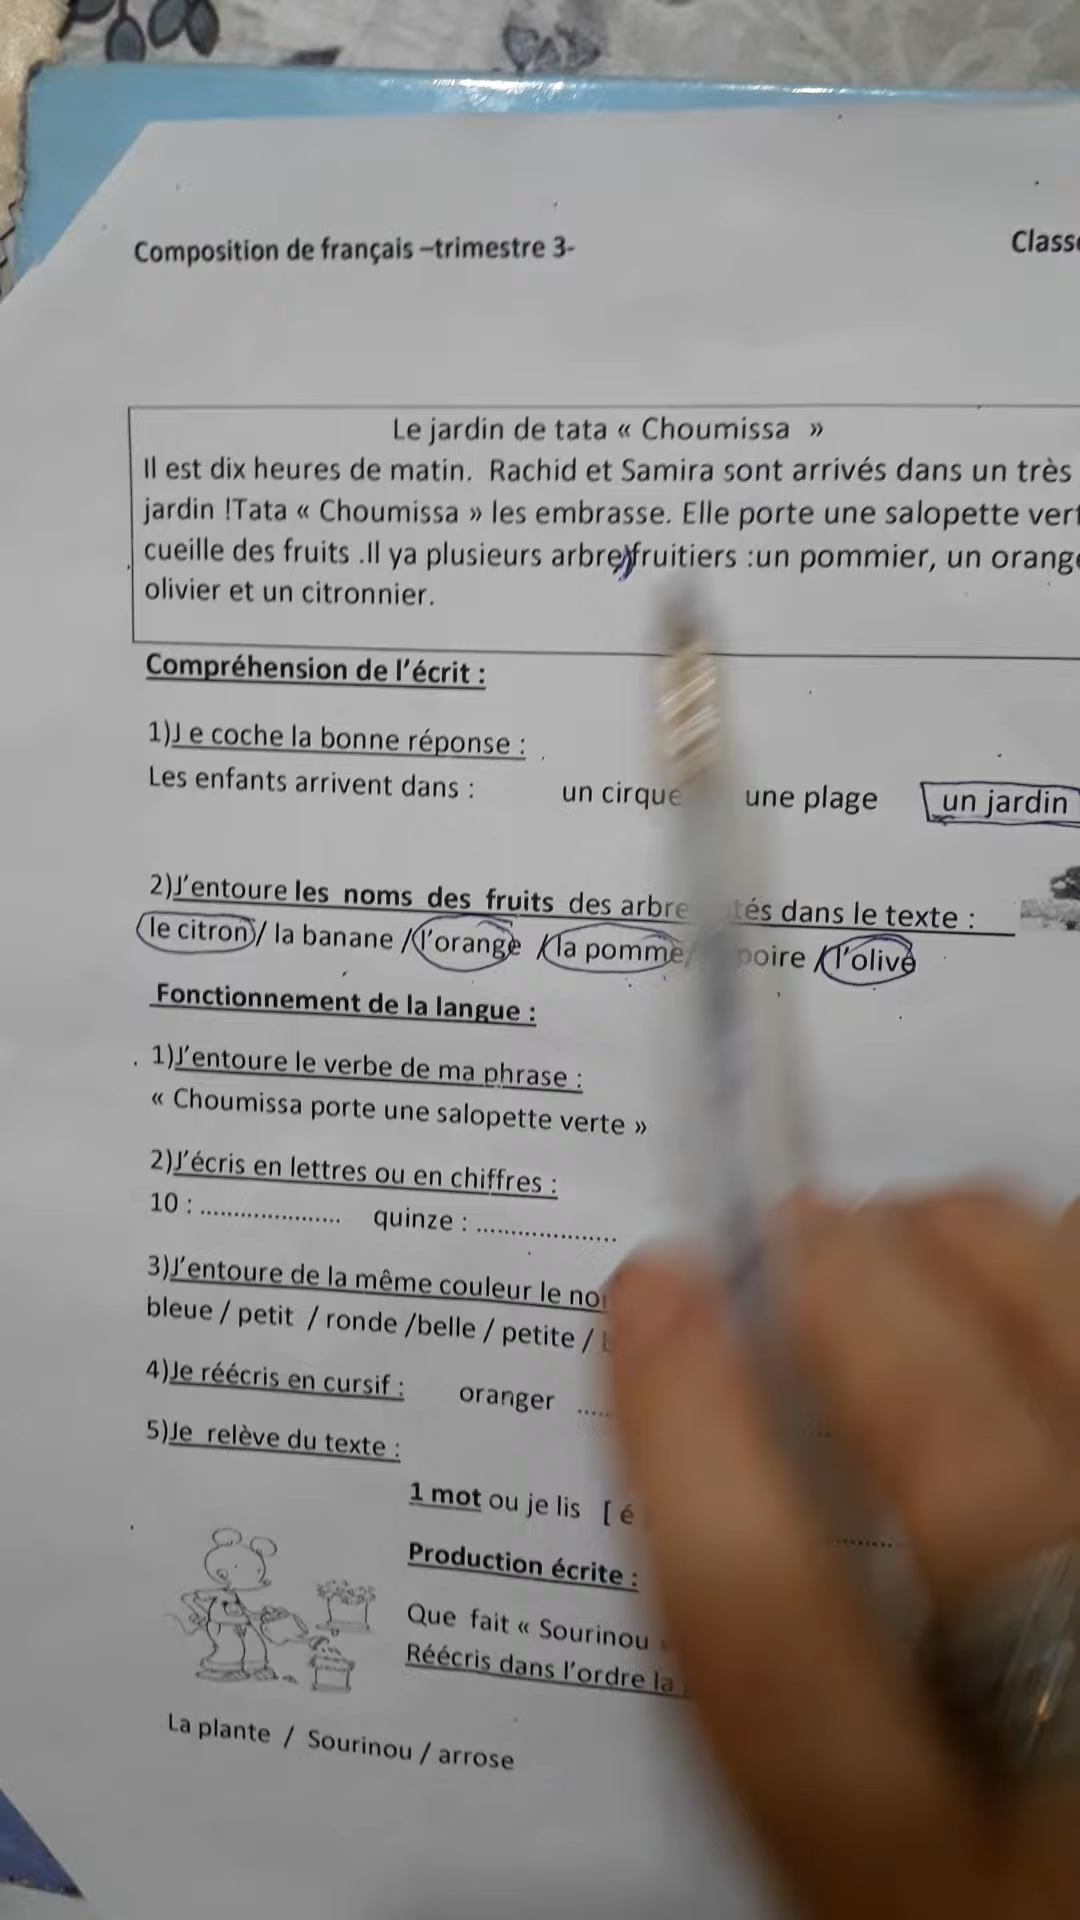 Composition de français –trimestre 3-
Le jardin de tata « Choumissa »
Il est dix heures de matin. Rachid et Samira sont arrivés dans un très
jardin !Tata « Choumissa » les embrasse. Elle porte une salopette
cueille des fruits .Il ya plusieurs arbre fruitiers :un pommier, un
olivier et un citronnier.
Compréhension de l'écrit :
1)J e coche la bonne réponse :
Les enfants arrivent dans : un cirque une plage un jardin
2)J'entoure les noms des fruits des dans le texte :
le citron / la banane / l'orange / la pomme/ poire / l'olive
Fonctionnement de la langue :
1)J'entoure le verbe de ma phrase :
« Choumissa porte une salopette verte »
2)J'écris en lettres ou en chiffres :
10 : ..................... quinze : .....................
3)J'entoure de la même couleur le
bleue / petit / ronde /belle / petite /
4)Je réécris en cursif : oranger
5)Je relève du texte :
1 mot ou je lis [ é
Production écrite :
Que fait « Sourinou
Réécris dans l'ordre la
La plante / Sourinou / arrose